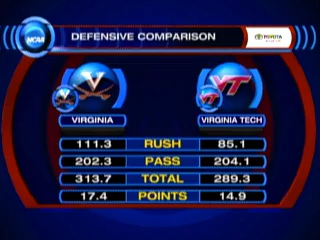 NCAA
DEFENSIVE COMPARISON
TOYOTA
VIRGINIA
VIRGINIA TECH
111.3 RUSH 85.1
202.3 PASS 204.1
313.7 TOTAL 289.3
17.4 POINTS 14.9